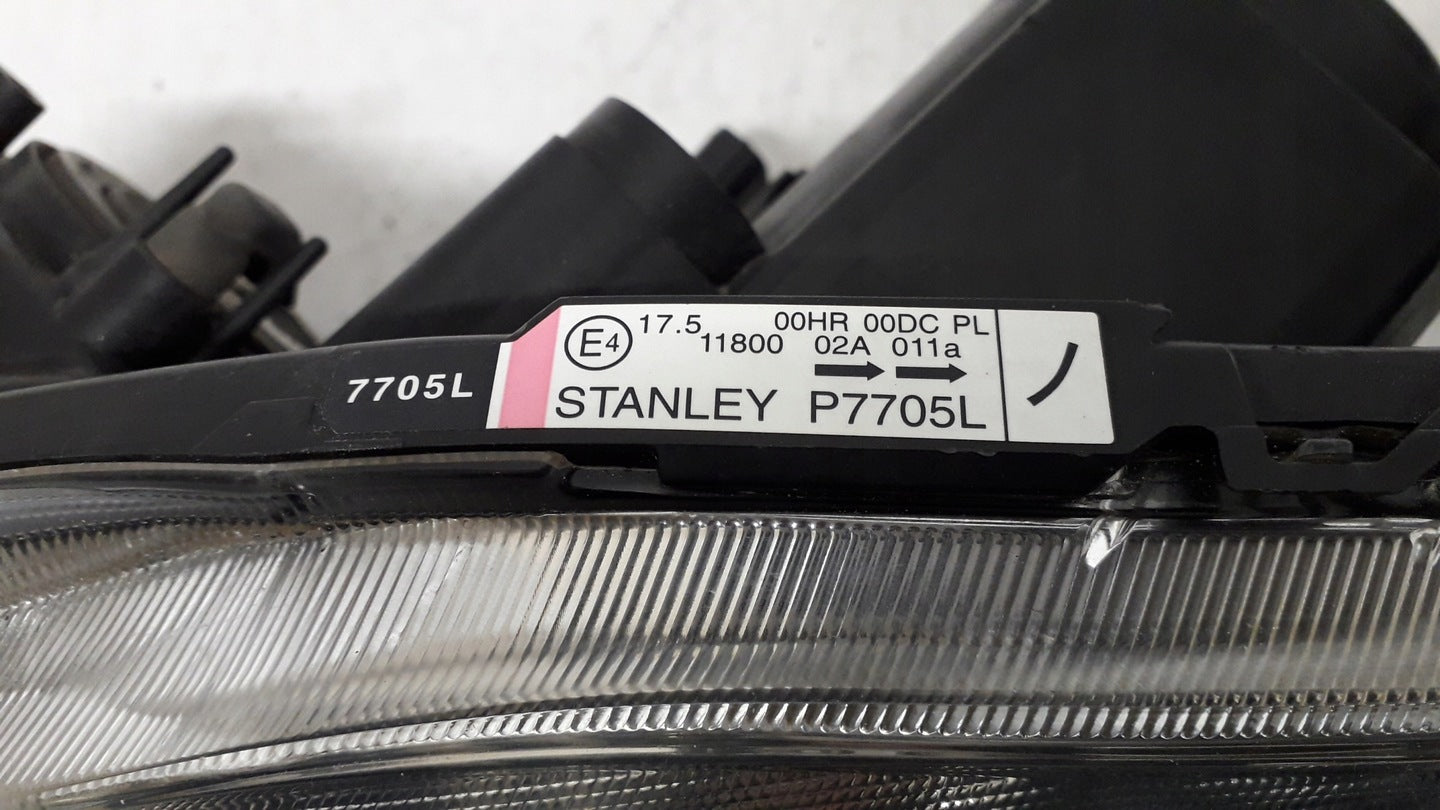 7705L
E4 17.5 00HR 00DC PL
11800 02A 011a
→ →
STANLEY P7705L